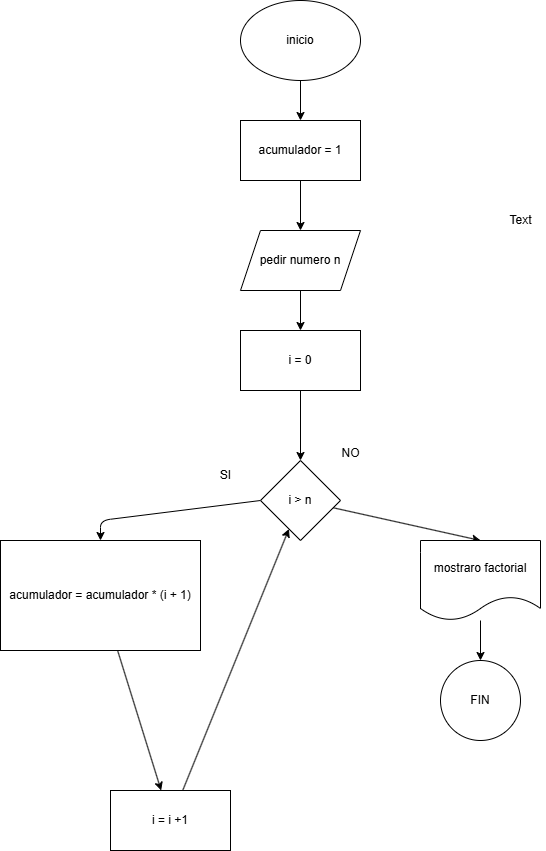 inicio
acumulador = 1
Text
pedir numero n
i = 0
NO
SI
i > n
mostraro factorial
acumulador = acumulador * (i + 1)
FIN
i = i +1